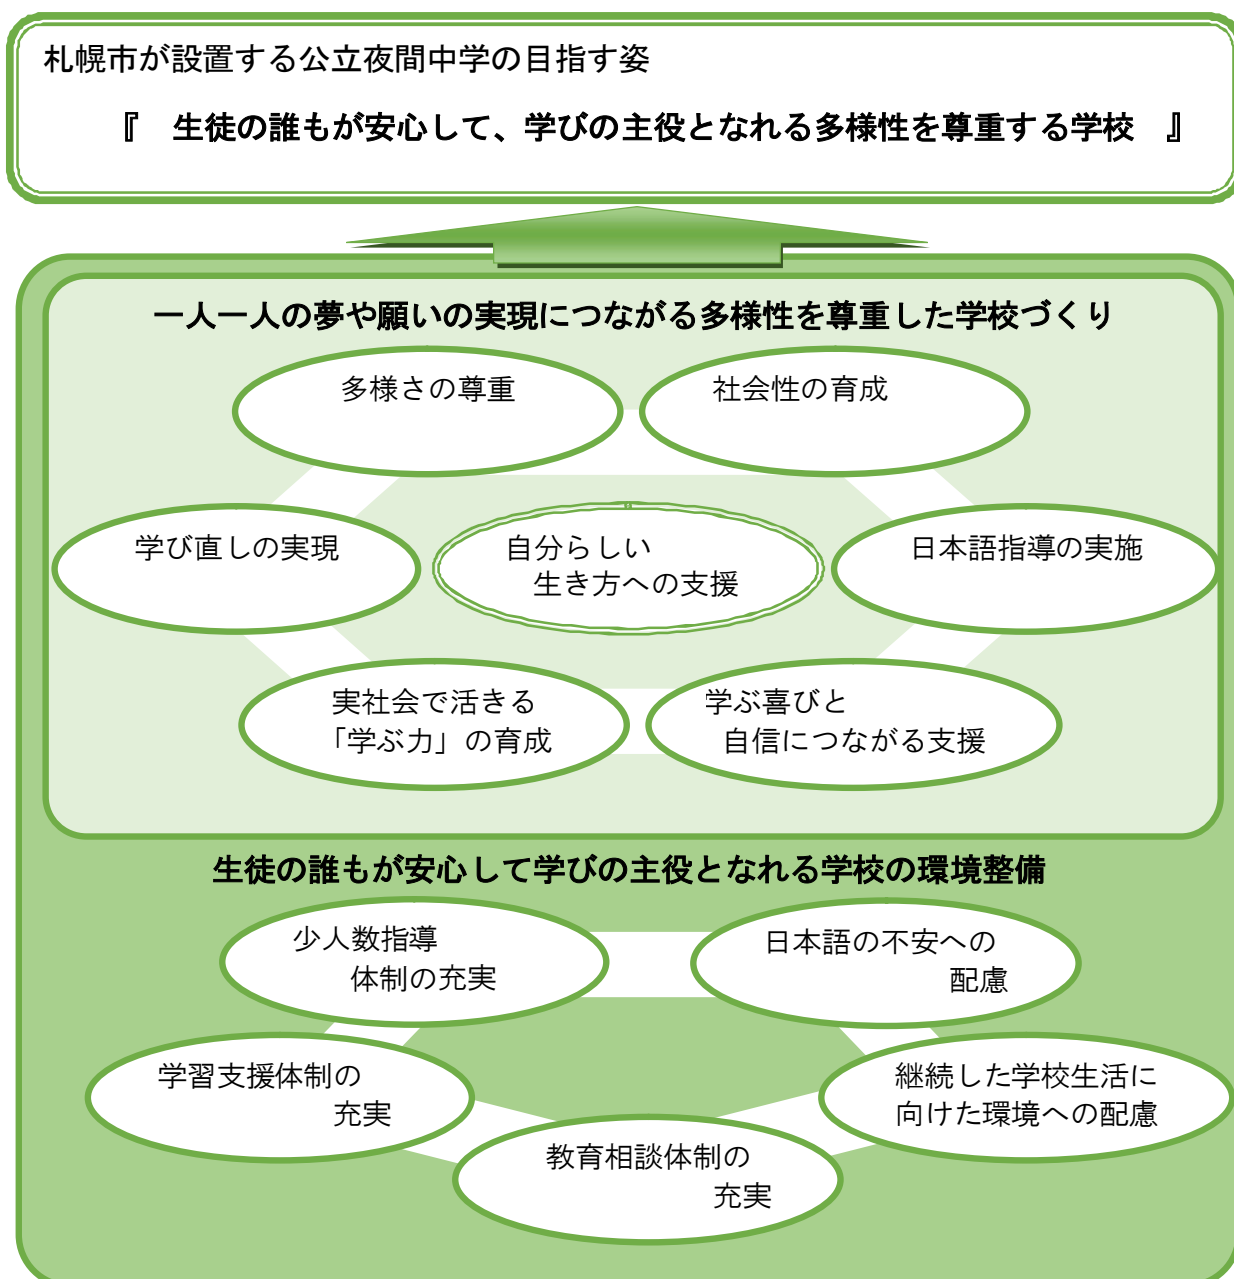 札幌市が設置する公立夜間中学の目指す姿
『　生徒の誰もが安心して、学びの主役となれる多様性を尊重する学校　』
一人一人の夢や願いの実現につながる多様性を尊重した学校づくり
多様さの尊重
社会性の育成
学び直しの実現
自分らしい
生き方への支援
日本語指導の実施
実社会で活きる
「学ぶ力」の育成
学ぶ喜びと
自信につながる支援
生徒の誰もが安心して学びの主役となれる学校の環境整備
少人数指導
体制の充実
日本語の不安への
配慮
学習支援体制の
充実
継続した学校生活に
向けた環境への配慮
教育相談体制の
充実